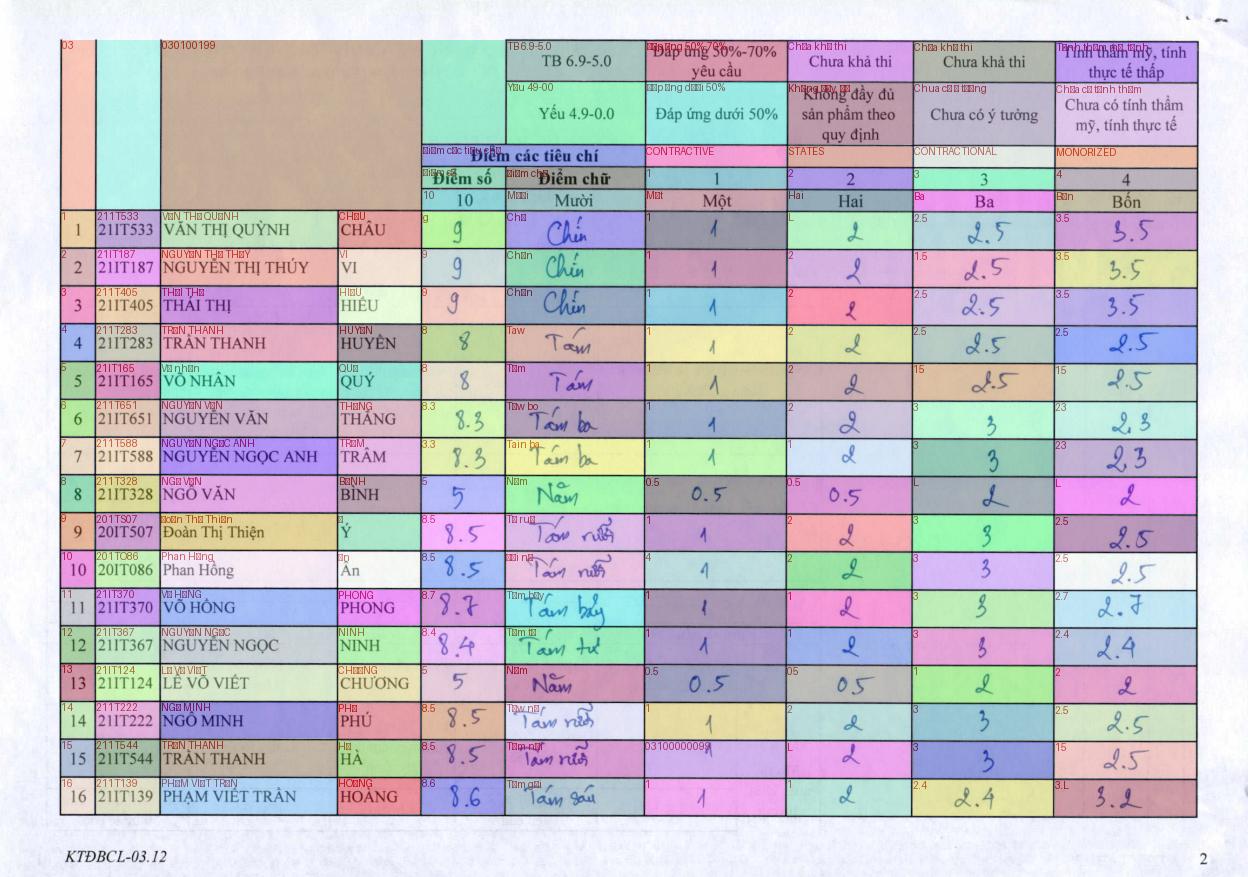 TB 6.9-5.0 Đáp ứng 50%-70% yêu cầu Chưa khả thi Chưa khả thi Tính thẩm mỹ, tính thực tế thấp
Yếu 4.9-0.0 Đáp ứng dưới 50% Không đầy đủ sản phẩm theo quy định Chưa có ý tưởng Chưa có tính thẩm mỹ, tính thực tế
Điểm các tiêu chí
Điểm số Điểm chữ 1 2 3 4
10 Mười Một Hai Ba Bốn
1 21IT533 VĂN THỊ QUỲNH CHÂU 9 Chín 1 2 2.5 3.5
2 21IT187 NGUYỄN THỊ THÚY VI 9 Chín 1 2 2.5 3.5
3 21IT405 THÁI THỊ HIẾU 9 Chín 1 2 2.5 3.5
4 21IT283 TRẦN THANH HUYỀN 8 Tám 1 2 2.5 2.5
5 21IT165 VÕ NHÂN QUÝ 8 Tám 1 2 2.5 2.5
6 21IT651 NGUYỄN VĂN THẮNG 8.3 Tám ba 1 2 3 2,3
7 21IT588 NGUYỄN NGỌC ANH TRÂM 8.3 Tám ba 1 2 3 2,3
8 21IT328 NGÔ VĂN BÌNH 5 Năm 0.5 0.5 2 2
9 20IT507 Đoàn Thị Thiện Ý 8.5 Tám rưỡi 1 2 3 2.5
10 20IT086 Phan Hồng Ân 8.5 Tám rưỡi 1 2 3 2.5
11 21IT370 VÕ HỒNG PHONG 8.7 Tám bảy 1 2 3 2.7
12 21IT367 NGUYỄN NGỌC NINH 8.4 Tám tư 1 2 3 2.4
13 21IT124 LÊ VÕ VIẾT CHƯƠNG 5 Năm 0.5 0.5 2 2
14 21IT222 NGÔ MINH PHÚ 8.5 Tám rưỡi 1 2 3 2.5
15 21IT544 TRẦN THANH HÀ 8.5 Tám rưỡi 1 2 3 2.5
16 21IT139 PHẠM VIẾT TRẦN HOÀNG 8.6 Tám sáu 1 2 2.4 3.2
KTĐBCL-03.12 2